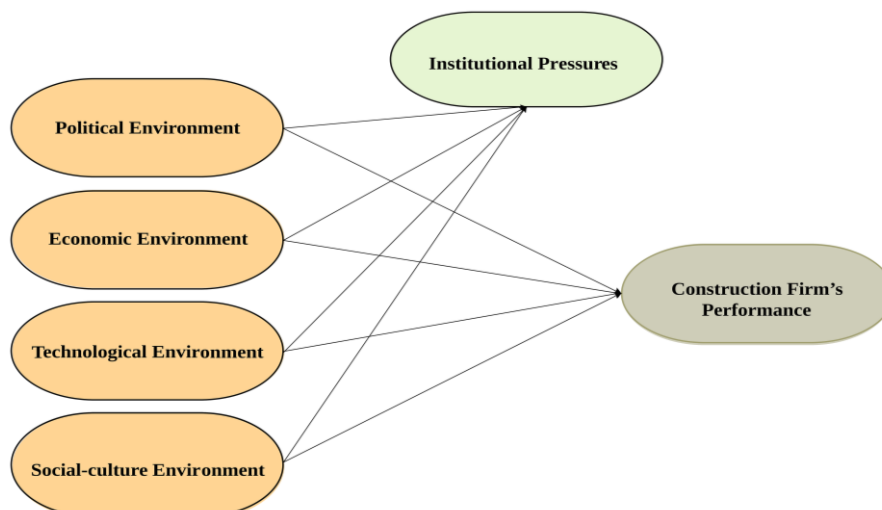 Institutional Pressures
Political Environment
Economic Environment
Construction Firm’s
Performance
Technological Environment
Social-culture Environment